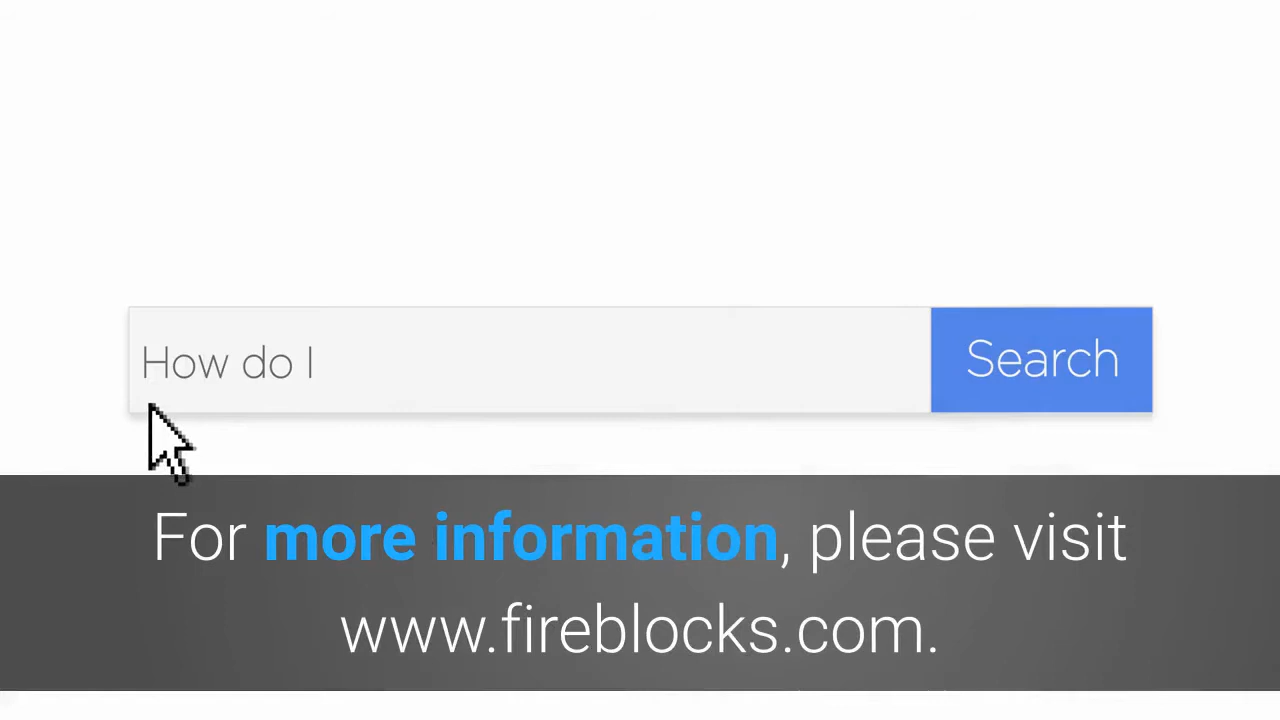 How do I
Search
For more information, please visit
www.fireblocks.com.